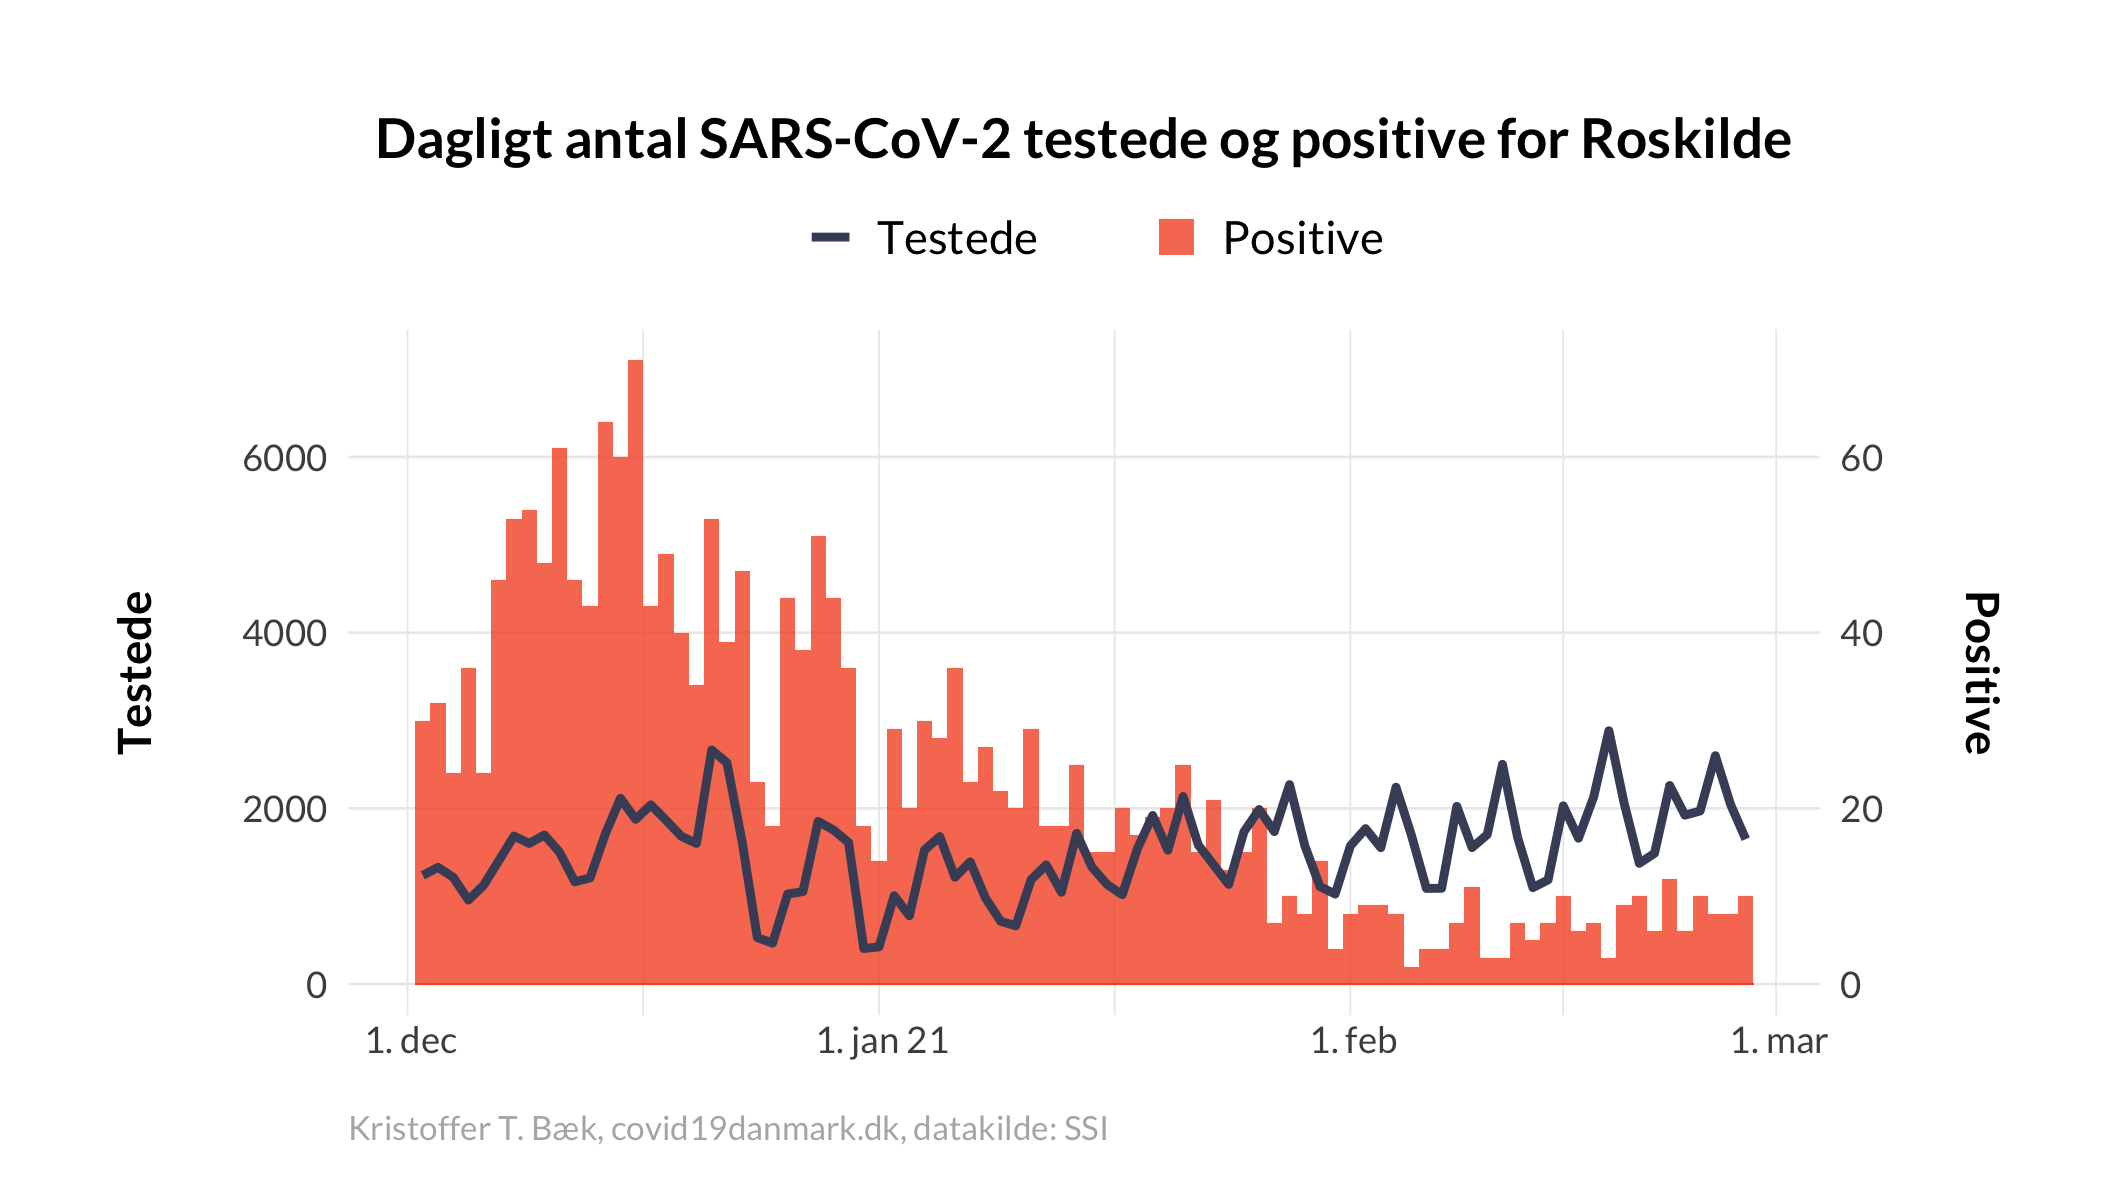 Dagligt antal SARS-CoV-2 testede og positive for Roskilde
Testede Positive
6000 60
4000 40
2000 20
0 0
Testede
Positive
1. dec 1. jan 21 1. feb 1. mar
Kristoffer T. Bæk, covid19danmark.dk, datakilde: SSI